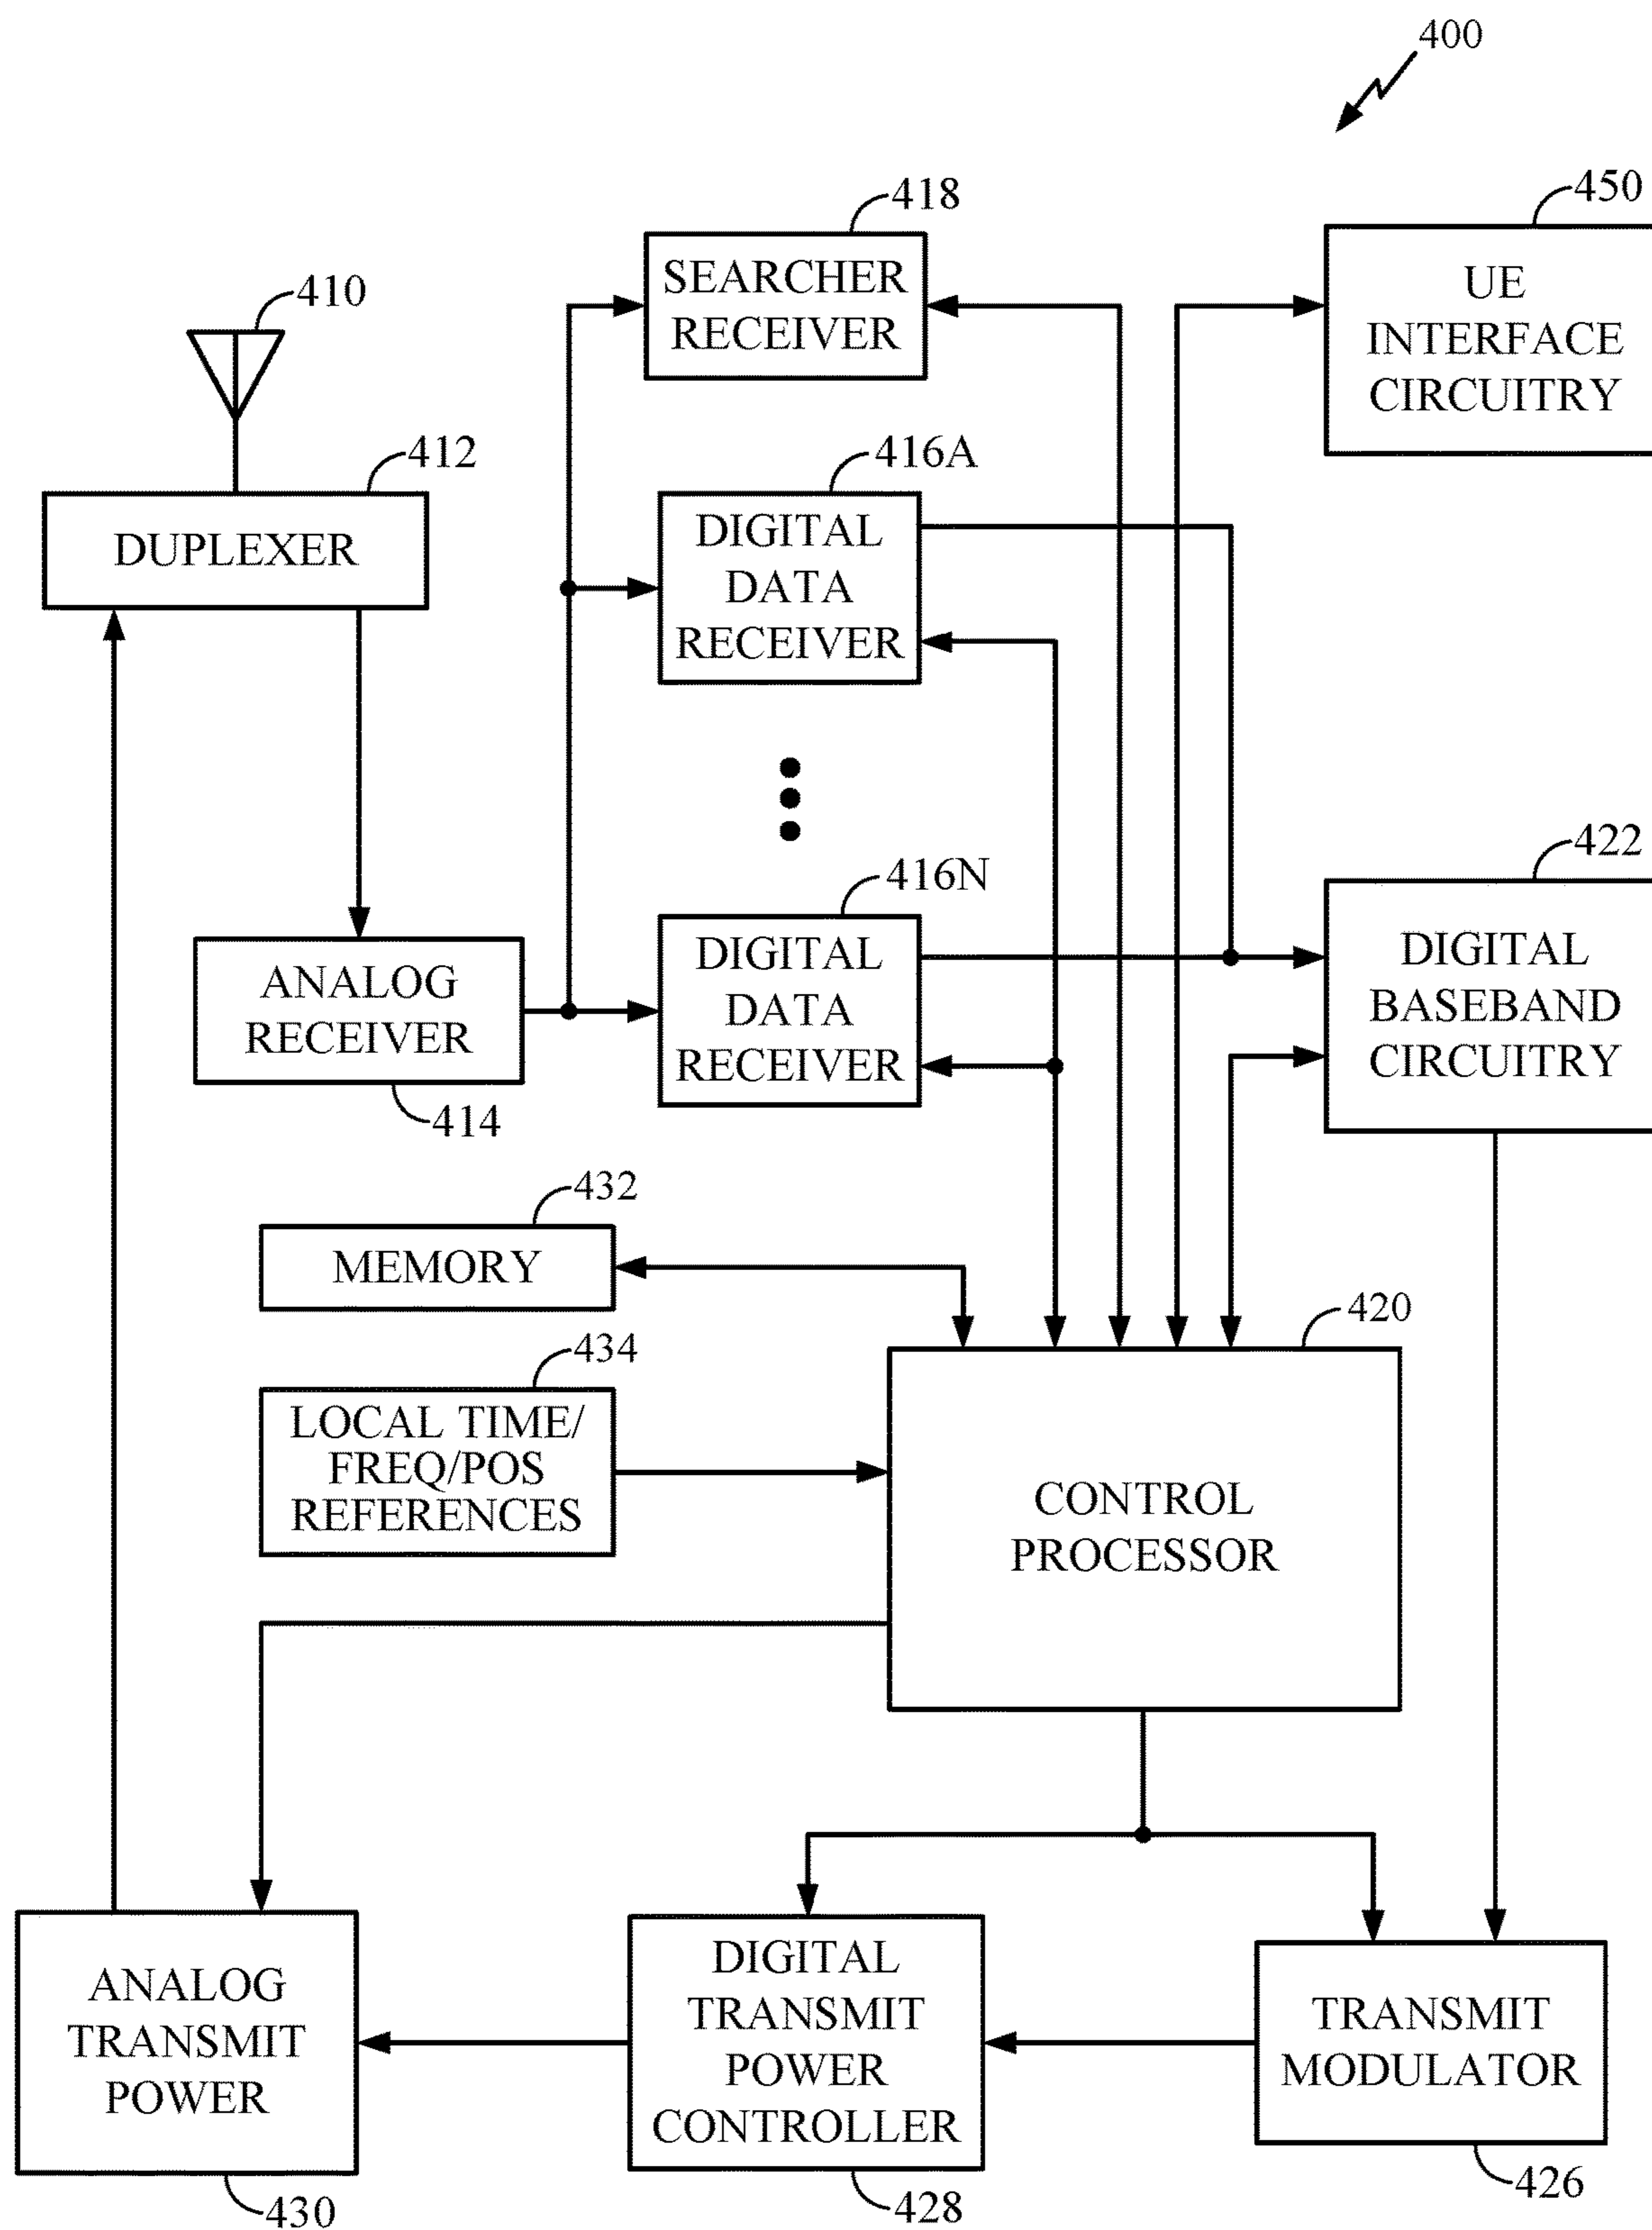 400
418
SEARCHER
RECEIVER
450
UE
INTERFACE
CIRCUITRY
410
412
DUPLEXER
416A
DIGITAL
DATA
RECEIVER
416N
DIGITAL
DATA
RECEIVER
422
DIGITAL
BASEBAND
CIRCUITRY
ANALOG
RECEIVER
414
432
MEMORY
434
LOCAL TIME/
FREQ/POS
REFERENCES
420
CONTROL
PROCESSOR
ANALOG
TRANSMIT
POWER
430
DIGITAL
TRANSMIT
POWER
CONTROLLER
428
TRANSMIT
MODULATOR
426